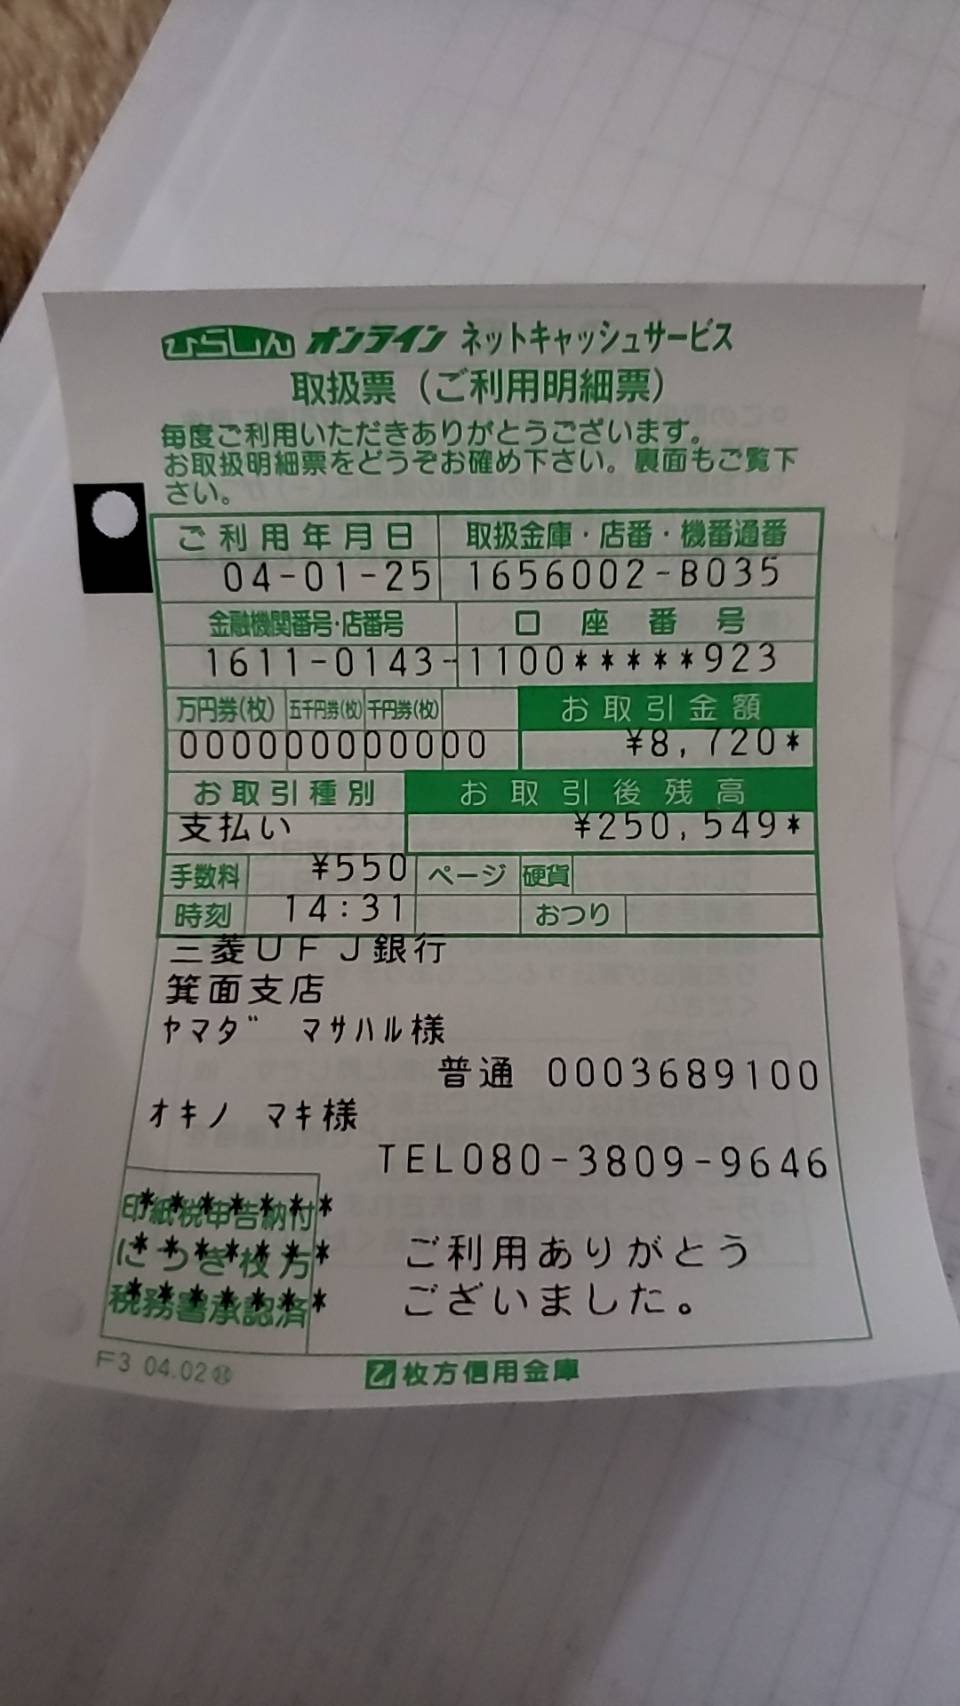 ひらしん オンライン ネットキャッシュサービス
取扱票（ご利用明細票）
毎度ご利用いただきありがとうございます。
お取扱明細票をどうぞお確め下さい。裏面もご覧下
さい。
ご利用年月日 取扱金庫・店番・機番通番
04-01-25 1656002-B035
金融機関番号・店番号 口座番号
1611-0143-1100*****923
万円券(枚) 五千円券(枚) 千円券(枚) お取引金額
000000000000 ¥8,720*
お取引種別 お取引後残高
支払い ¥250,549*
手数料 ¥550 ページ 硬貨
時刻 14:31 おつり
三菱ＵＦＪ銀行
箕面支店
ﾔﾏﾀﾞ ﾏｻﾊﾙ様
普通 0003689100
ｵｷﾉ ﾏｷ様
TEL080-3809-9646
印紙税申告納付
*******
につき枚方
*******
税務署承認済
*******
ご利用ありがとう
ございました。
F3 04.02
枚方信用金庫